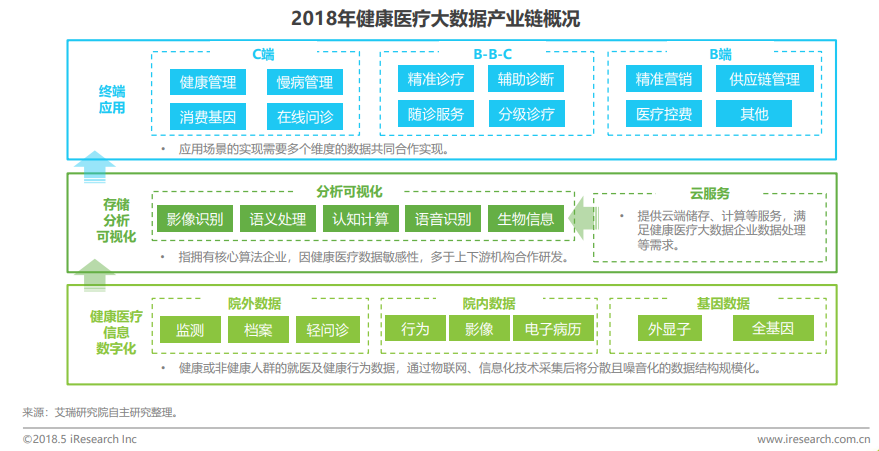 2018年健康医疗大数据产业链概况
终端
应用
C端
健康管理
慢病管理
消费基因
在线问诊
B-B-C
精准诊疗
辅助诊断
随诊服务
分级诊疗
B端
精准营销
供应链管理
医疗控费
其他
• 应用场景的实现需要多个维度的数据共同合作实现。
存储
分析
可视化
分析可视化
影像识别
语义处理
认知计算
语音识别
生物信息
• 指拥有核心算法企业，因健康医疗数据敏感性，多于上下游机构合作研发。
云服务
• 提供云端储存、计算等服务，满
足健康医疗大数据企业数据处理
等需求。
健康医疗
信息
数字化
院外数据
监测
档案
轻问诊
院内数据
行为
影像
电子病历
基因数据
外显子
全基因
• 健康或非健康人群的就医及健康行为数据，通过物联网、信息化技术采集后将分散且噪音化的数据结构规模化。
来源：艾瑞研究院自主研究整理。
©2018.5 iResearch Inc
www.iresearch.com.cn